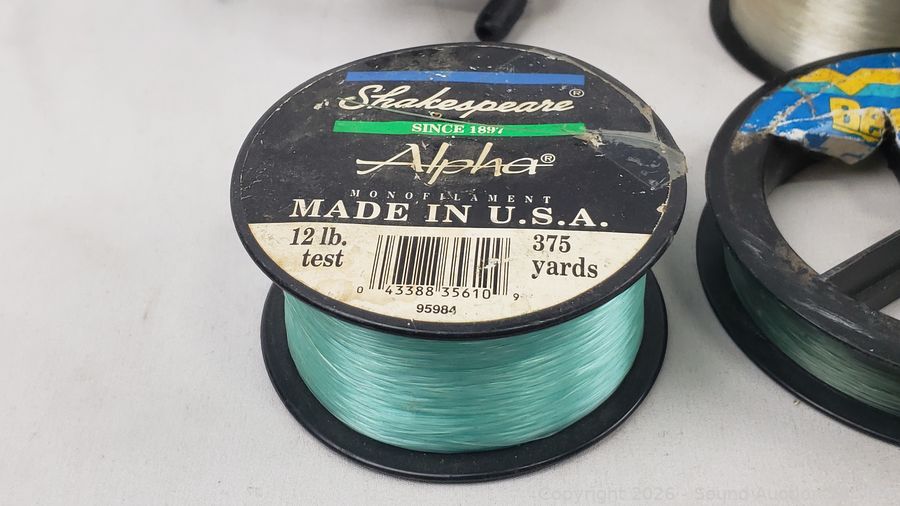 Shakespeare®
SINCE 1897
Alpha®
MONOFILAMENT
MADE IN U.S.A.
12 lb. test
375 yards
0 43388 35610 9
95984
Copyright 2026 - Sound Auction